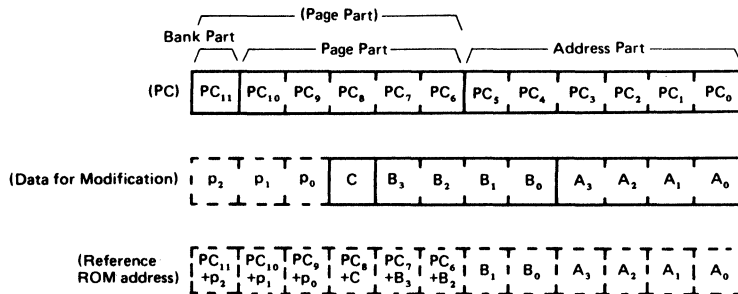 (Page Part)
Bank Part
Page Part
Address Part
(PC) PC₁₁ PC₁₀ PC₉ PC₈ PC₇ PC₆ PC₅ PC₄ PC₃ PC₂ PC₁ PC₀
(Data for Modification) p₂ p₁ p₀ C B₃ B₂ B₁ B₀ A₃ A₂ A₁ A₀
(Reference PC₁₁ PC₁₀ PC₉ PC₈ PC₇ PC₆ B₁ B₀ A₃ A₂ A₁ A₀
ROM address) +p₂ +p₁ +p₀ +C +B₃ +B₂